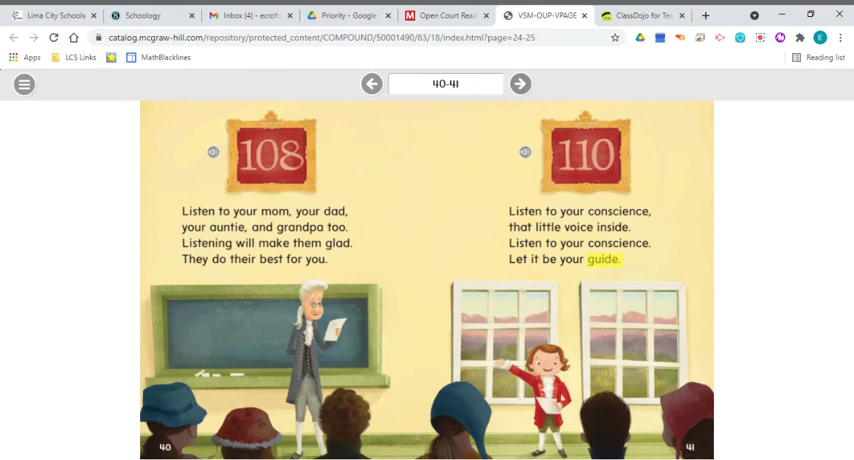 Lima City Schools
Schoology
Inbox (4) - ecroft
Priority - Google
Open Court Read
VSM-OUP-VPAGE
ClassDojo for Tea
catalog.mcgraw-hill.com/repository/protected_content/COMPOUND/50001490/83/18/index.html?page=24-25
Apps
LCS Links
MathBlacklines
Reading list
40-41
108
Listen to your mom, your dad,
your auntie, and grandpa too.
Listening will make them glad.
They do their best for you.
40
110
Listen to your conscience,
that little voice inside.
Listen to your conscience.
Let it be your guide.
41